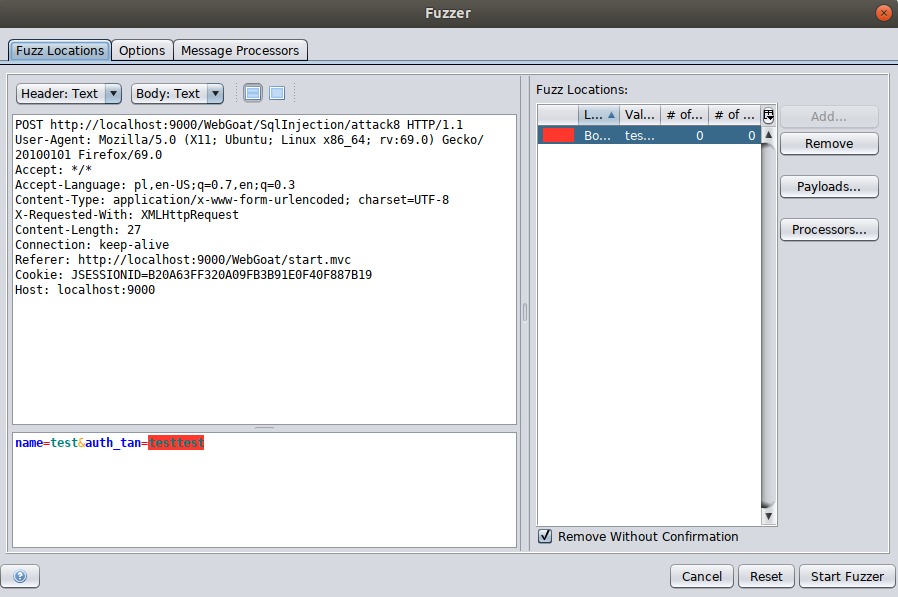 Fuzzer
Fuzz Locations Options Message Processors
Header: Text Body: Text
POST http://localhost:9000/WebGoat/SqlInjection/attack8 HTTP/1.1
User-Agent: Mozilla/5.0 (X11; Ubuntu; Linux x86_64; rv:69.0) Gecko/
20100101 Firefox/69.0
Accept: */*
Accept-Language: pl,en-US;q=0.7,en;q=0.3
Content-Type: application/x-www-form-urlencoded; charset=UTF-8
X-Requested-With: XMLHttpRequest
Content-Length: 27
Connection: keep-alive
Referer: http://localhost:9000/WebGoat/start.mvc
Cookie: JSESSIONID=B20A63FF320A09FB3B91E0F40F887B19
Host: localhost:9000
name=test&auth_tan=testtest
Fuzz Locations:
L... Val... # of... # of ...
Bo... tes... 0 0
Add...
Remove
Payloads...
Processors...
Remove Without Confirmation
Cancel Reset Start Fuzzer